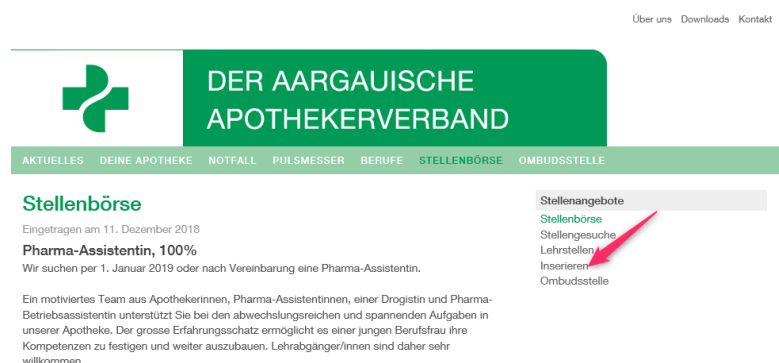 Über uns Downloads Kontakt
DER AARGAUISCHE
APOTHEKERVERBAND
AKTUELLES DEINE APOTHEKE NOTFALL PULSMESSER BERUFE STELLENBÖRSE OMBUDSSTELLE
Stellenbörse
Eingetragen am 11. Dezember 2018
Pharma-Assistentin, 100%
Wir suchen per 1. Januar 2019 oder nach Vereinbarung eine Pharma-Assistentin.
Ein motiviertes Team aus Apothekerinnen, Pharma-Assistentinnen, einer Drogistin und Pharma-
Betriebsassistentin unterstützt Sie bei den abwechslungsreichen und spannenden Aufgaben in
unserer Apotheke. Der grosse Erfahrungsschatz ermöglicht es einer jungen Berufsfrau ihre
Kompetenzen zu festigen und weiter auszubauen. Lehrabgänger/innen sind daher sehr
willkommen.
Stellenangebote
Stellenbörse
Stellengesuche
Lehrstellen
Inserieren
Ombudsstelle